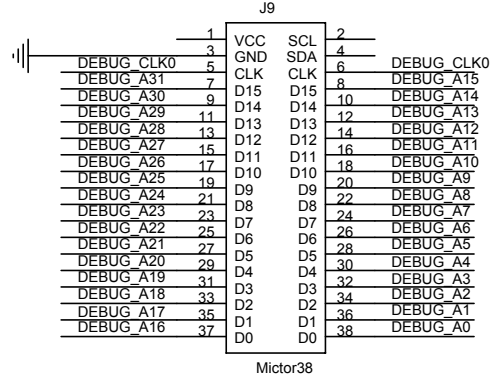 J9
1 VCC SCL 2
3 GND SDA 4
DEBUG_CLK0 5 CLK CLK 6 DEBUG_CLK0
DEBUG_A31 7 D15 D15 8 DEBUG_A15
DEBUG_A30 9 D14 D14 10 DEBUG_A14
DEBUG_A29 11 D13 D13 12 DEBUG_A13
DEBUG_A28 13 D12 D12 14 DEBUG_A12
DEBUG_A27 15 D11 D11 16 DEBUG_A11
DEBUG_A26 17 D10 D10 18 DEBUG_A10
DEBUG_A25 19 D9 D9 20 DEBUG_A9
DEBUG_A24 21 D8 D8 22 DEBUG_A8
DEBUG_A23 23 D7 D7 24 DEBUG_A7
DEBUG_A22 25 D6 D6 26 DEBUG_A6
DEBUG_A21 27 D5 D5 28 DEBUG_A5
DEBUG_A20 29 D4 D4 30 DEBUG_A4
DEBUG_A19 31 D3 D3 32 DEBUG_A3
DEBUG_A18 33 D2 D2 34 DEBUG_A2
DEBUG_A17 35 D1 D1 36 DEBUG_A1
DEBUG_A16 37 D0 D0 38 DEBUG_A0
Mictor38